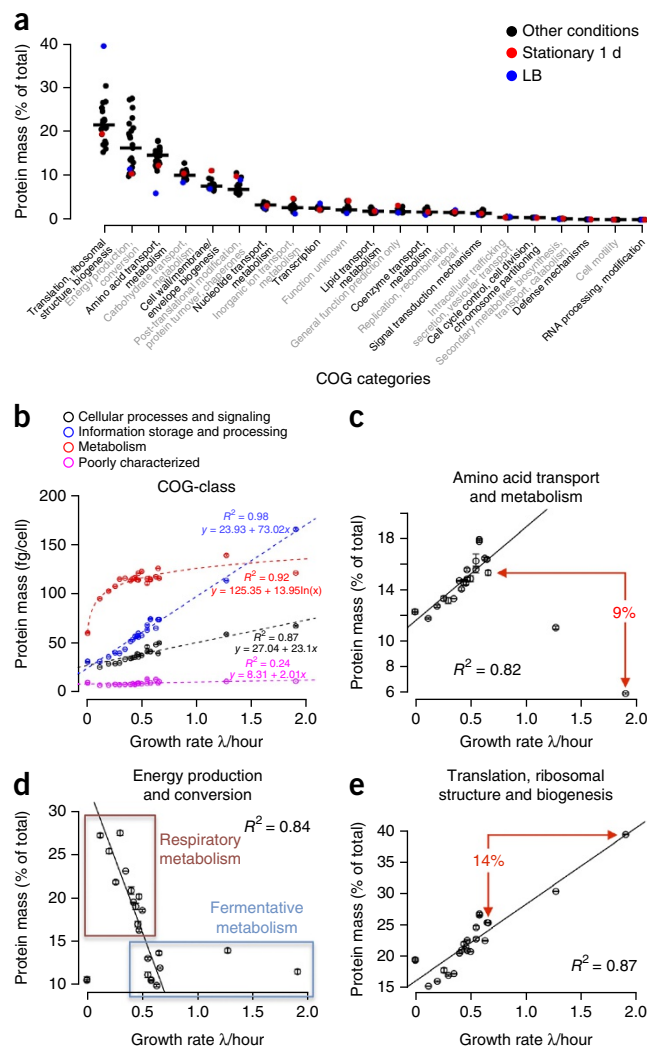 a
Other conditions
Stationary 1 d
LB
Protein mass (% of total)
40
30
20
10
0
Translation, ribosomal
structure, biogenesis
Energy production,
conversion
Amino acid transport,
metabolism
Carbohydrate transport,
metabolism
Cell wall/membrane/
envelope biogenesis
Post-translational modification,
protein turnover, chaperones
Nucleotide transport,
metabolism
Inorganic ion transport,
metabolism
Transcription
Function unknown
Lipid transport,
metabolism
General function prediction only
Coenzyme transport,
metabolism
Replication, recombination,
repair
Signal transduction mechanisms
Intracellular trafficking,
secretion, vesicular transport
Cell cycle control, cell division,
chromosome partitioning
Secondary metabolites biosynthesis,
transport, catabolism
Defense mechanisms
Cell motility
RNA processing, modification
COG categories
b
Cellular processes and signaling
Information storage and processing
Metabolism
Poorly characterized
COG-class
Protein mass (fg/cell)
200
150
100
50
0
R² = 0.98
y = 23.93 + 73.02x
R² = 0.92
y = 125.35 + 13.95ln(x)
R² = 0.87
y = 27.04 + 23.1x
R² = 0.24
y = 8.31 + 2.01x
0 0.5 1.0 1.5 2.0
Growth rate λ/hour
c
Amino acid transport
and metabolism
Protein mass (% of total)
18
16
14
12
10
8
6
9%
R² = 0.82
0 0.5 1.0 1.5 2.0
Growth rate λ/hour
d
Energy production
and conversion
Protein mass (% of total)
30
25
20
15
10
Respiratory
metabolism
R² = 0.84
Fermentative
metabolism
0 0.5 1.0 1.5 2.0
Growth rate λ/hour
e
Translation, ribosomal
structure and biogenesis
Protein mass (% of total)
40
35
30
25
20
15
14%
R² = 0.87
0 0.5 1.0 1.5 2.0
Growth rate λ/hour